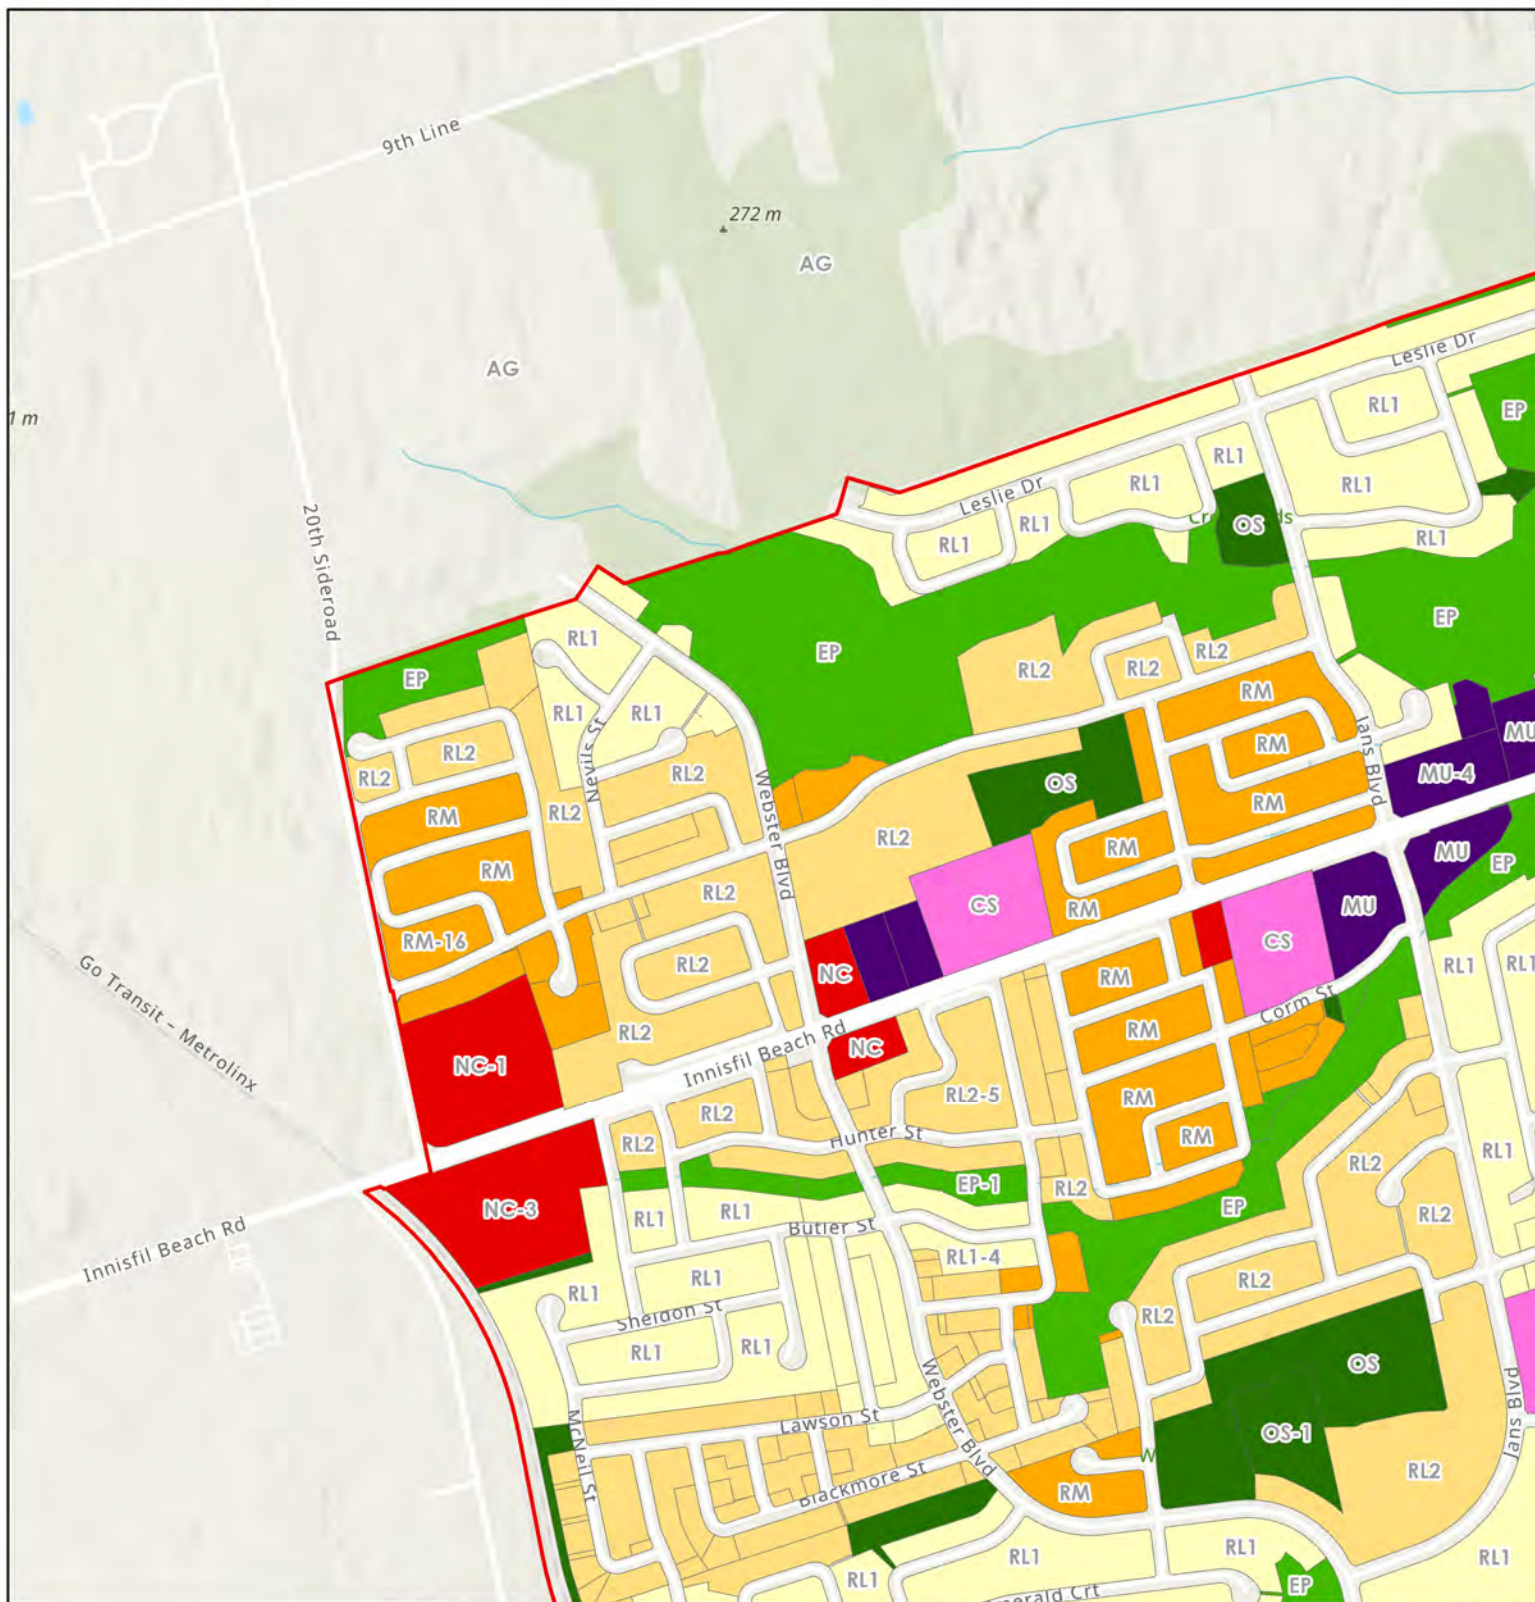 9th Line
272 m
AG
AG
1 m
Leslie Dr
RL1
EP
RL1
RL1
RL1
Leslie Dr
RL1
OS
RL1
RL1
20th Sideroad
RL1
EP
EP
RL1
RL2
RL2
RL2
EP
RM
RL1
RL1
Nevils St
RL2
RL2
RL2
RM
Jans Blvd
MU
MU-4
OS
RM
RM
RL2
Webster Blvd
RL2
RM
MU
EP
RM
RL2
CS
RM
MU
RM-16
RL2
NC
CS
RL1
RL1
Go Transit - Metrolinx
RM
Corm St
RL2
Innisfil Beach Rd
NC
RM
NC-1
RL2-5
RM
RL2
RL2
Hunter St
RM
RL1
RL2
EP-1
RL2
EP
NC-3
RL1
RL1
Butler St
RL2
Innisfil Beach Rd
RL1-4
RL1
RL2
RL1
Sheldon St
RL2
RL1
RL1
OS
Webster Blvd
Jans Blvd
McNeil St
Lawson St
OS-1
W
RL2
Blackmore St
RM
RL1
RL1
RL1
RL1
EP